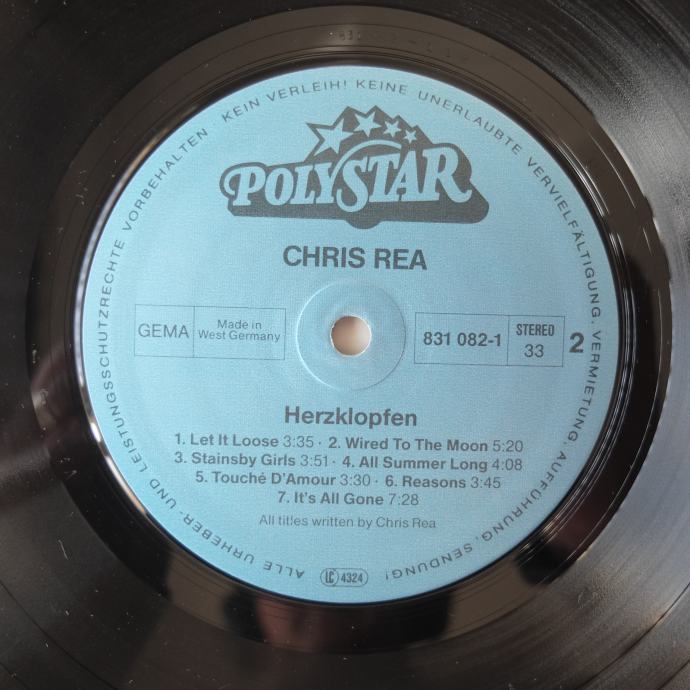 POLYSTAR
CHRIS REA
GEMA
Made in
West Germany
831 082-1
STEREO
33
2
Herzklopfen
1. Let It Loose 3:35 · 2. Wired To The Moon 5:20
3. Stainsby Girls 3:51 · 4. All Summer Long 4:08
5. Touché D'Amour 3:30 · 6. Reasons 3:45
7. It's All Gone 7:28
All titles written by Chris Rea
LC 4324
ALLE URHEBER- UND LEISTUNGSSCHUTZRECHTE VORBEHALTEN KEIN VERLEIH! KEINE UNERLAUBTE VERVIELFÄLTIGUNG, VERMIETUNG, AUFFÜHRUNG, SENDUNG!